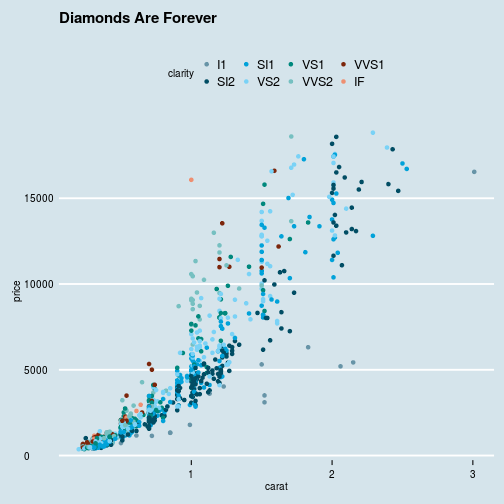 Diamonds Are Forever
clarity
I1 SI1 VS1 VVS1
SI2 VS2 VVS2 IF
15000
10000
5000
0
price
1 2 3
carat